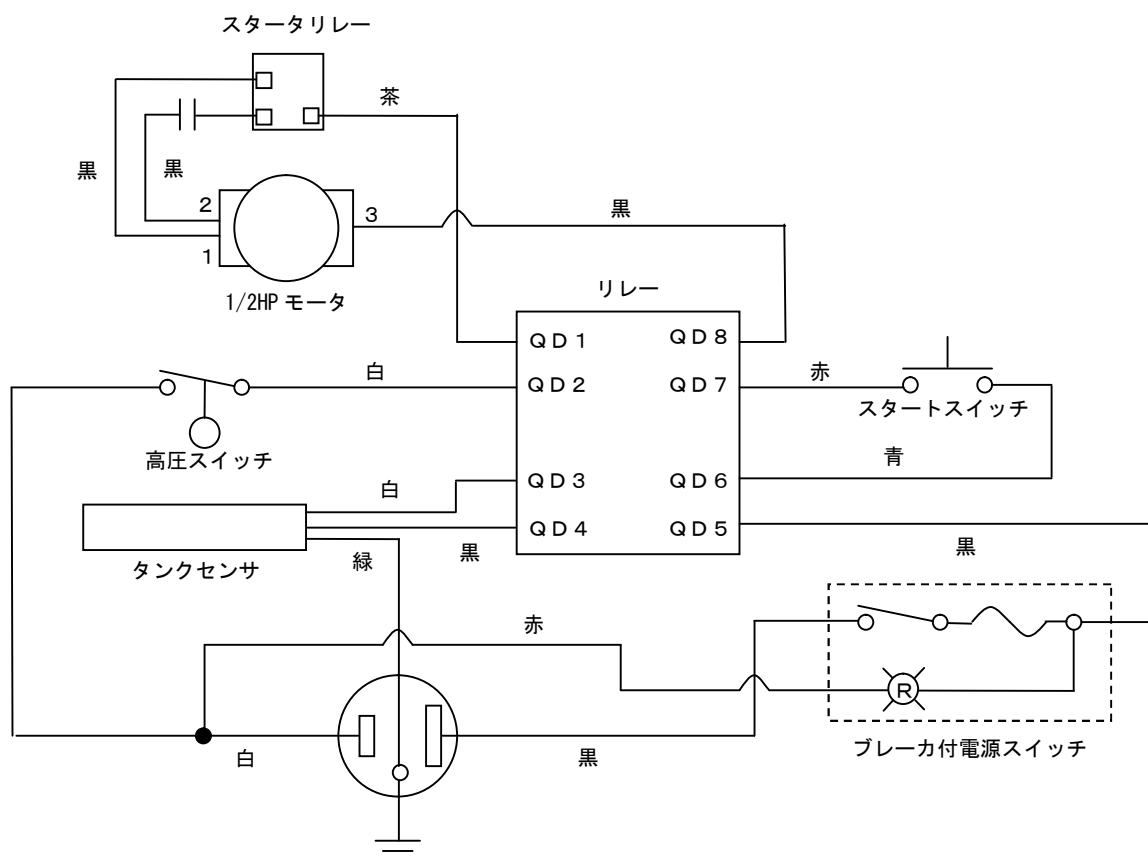 スタータリレー
茶
黒
黒
2
3
黒
1
1/2HP モータ
リレー
QD1
QD8
白
QD2
QD7
赤
スタートスイッチ
高圧スイッチ
青
白
QD3
QD6
QD4
QD5
緑
黒
黒
タンクセンサ
赤
R
白
黒
ブレーカ付電源スイッチ